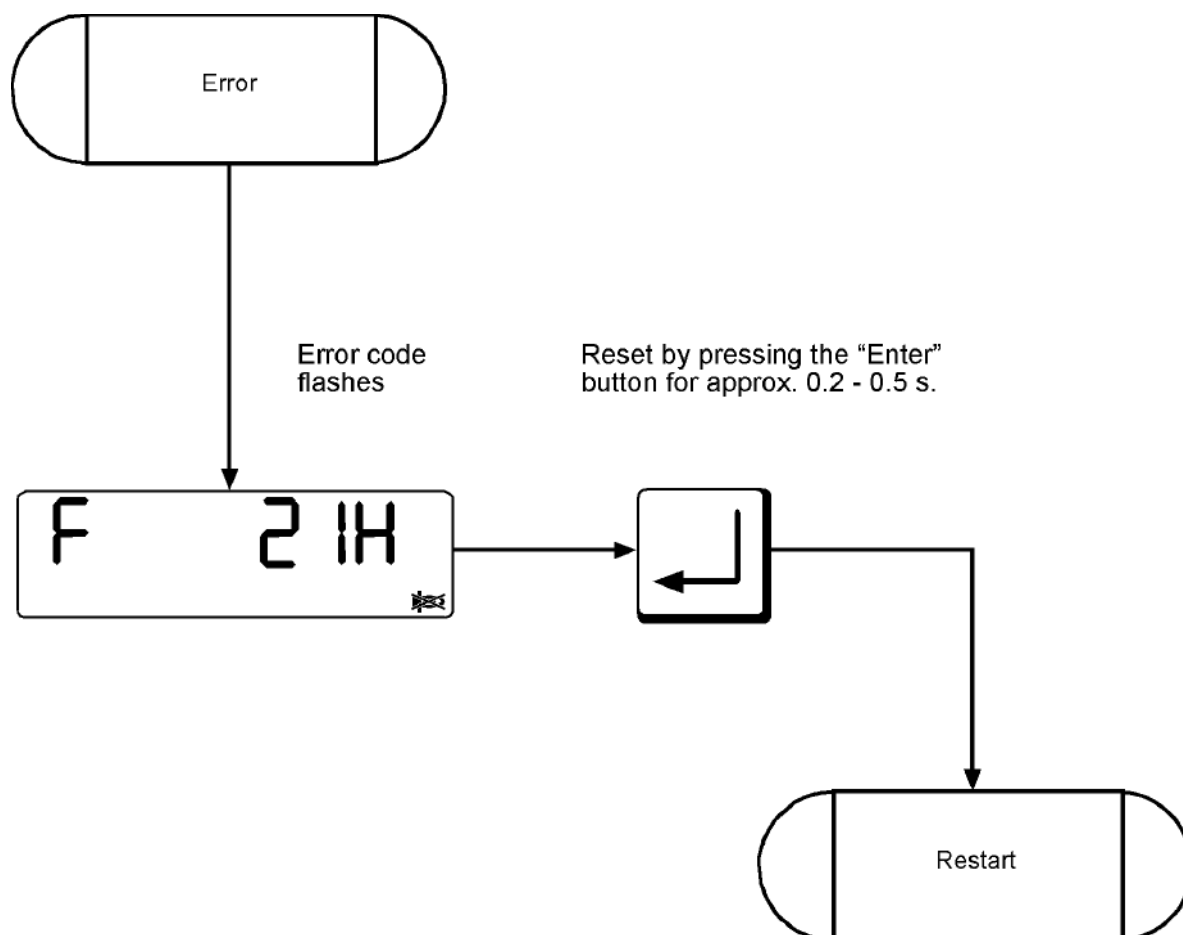 Error
Error code
flashes
Reset by pressing the “Enter”
button for approx. 0.2 - 0.5 s.
F 21H
Restart